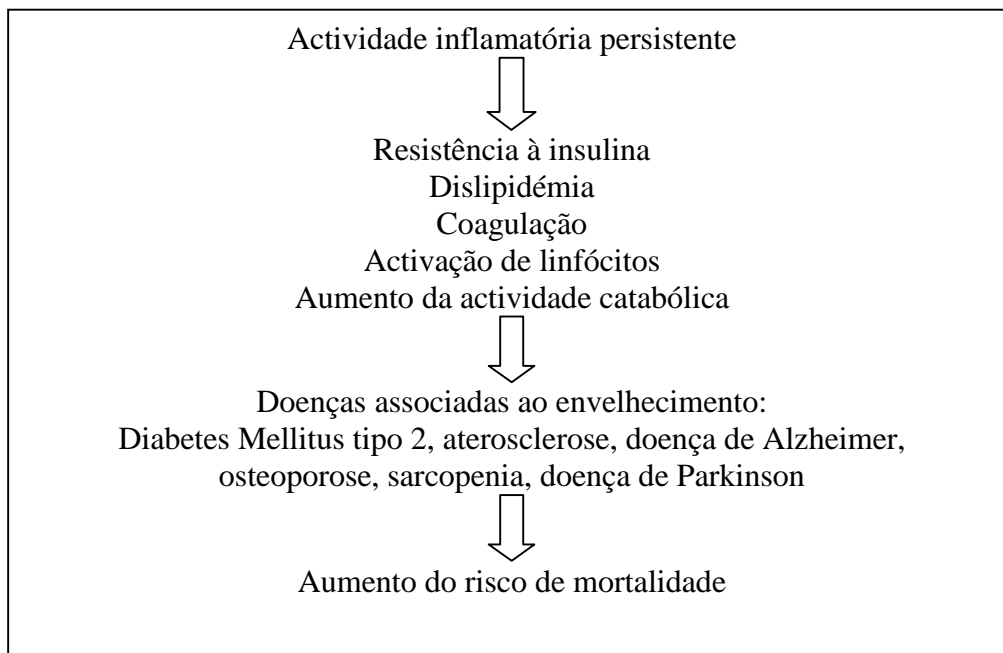 Actividade inflamatória persistente
Resistência à insulina
Dislipidémia
Coagulação
Activação de linfócitos
Aumento da actividade catabólica
Doenças associadas ao envelhecimento:
Diabetes Mellitus tipo 2, aterosclerose, doença de Alzheimer,
osteoporose, sarcopenia, doença de Parkinson
Aumento do risco de mortalidade